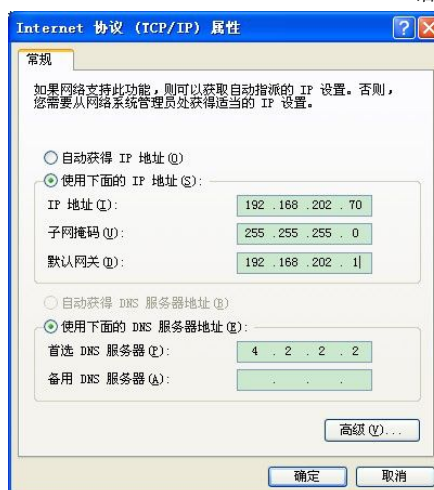 Internet 协议 (TCP/IP) 属性
常规
如果网络支持此功能，则可以获取自动指派的 IP 设置。否则，
您需要从网络系统管理员处获得适当的 IP 设置。
自动获得 IP 地址(O)
使用下面的 IP 地址(S):
IP 地址(I): 192 .168 .202 . 70
子网掩码(U): 255 .255 .255 . 0
默认网关(D): 192 .168 .202 . 1
自动获得 DNS 服务器地址(B)
使用下面的 DNS 服务器地址(E):
首选 DNS 服务器(P): 4 . 2 . 2 . 2
备用 DNS 服务器(A): . . .
高级(V)...
确定 取消